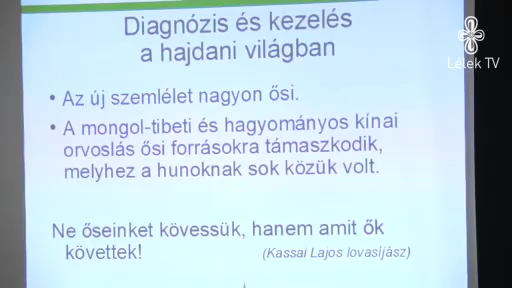 Diagnózis és kezelés
a hajdani világban
Lélek TV
• Az új szemlélet nagyon ősi.
• A mongol-tibeti és hagyományos kínai
orvoslás ősi forrásokra támaszkodik,
melyhez a hunoknak sok közük volt.
Ne őseinket kövessük, hanem amit ők
követtek!
(Kassai Lajos lovasíjász)